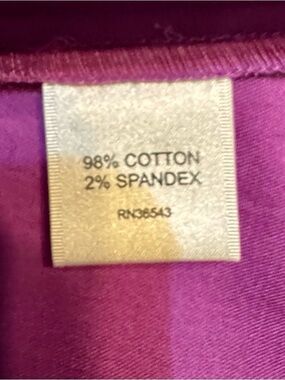 98% COTTON
2% SPANDEX
RN36543